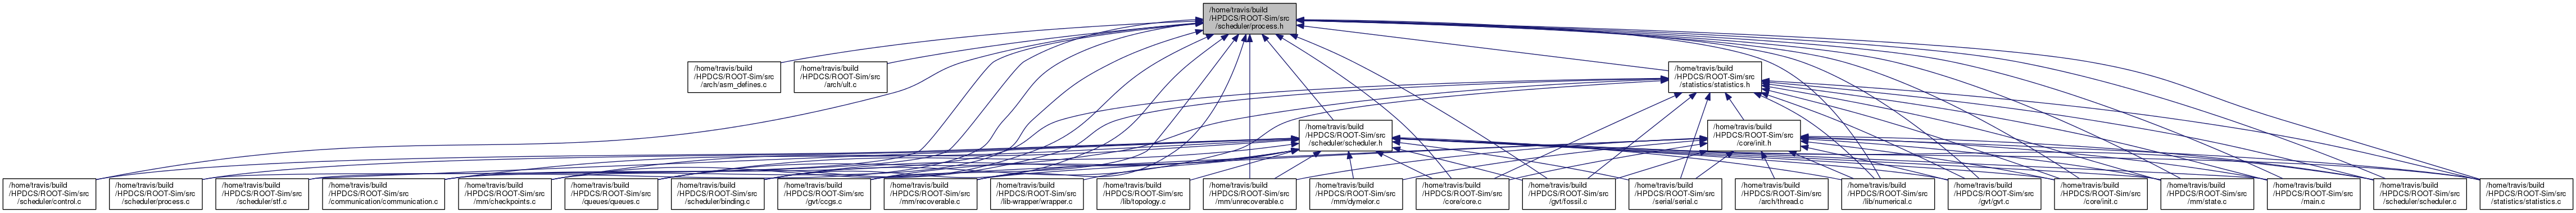 /home/travis/build
/HPDCS/ROOT-Sim/src
/scheduler/process.h
/home/travis/build
/HPDCS/ROOT-Sim/src
/arch/asm_defines.c
/home/travis/build
/HPDCS/ROOT-Sim/src
/arch/ult.c
/home/travis/build
/HPDCS/ROOT-Sim/src
/statistics/statistics.h
/home/travis/build
/HPDCS/ROOT-Sim/src
/scheduler/scheduler.h
/home/travis/build
/HPDCS/ROOT-Sim/src
/core/init.h
/home/travis/build
/HPDCS/ROOT-Sim/src
/scheduler/control.c
/home/travis/build
/HPDCS/ROOT-Sim/src
/scheduler/process.c
/home/travis/build
/HPDCS/ROOT-Sim/src
/scheduler/stf.c
/home/travis/build
/HPDCS/ROOT-Sim/src
/communication/communication.c
/home/travis/build
/HPDCS/ROOT-Sim/src
/mm/checkpoints.c
/home/travis/build
/HPDCS/ROOT-Sim/src
/queues/queues.c
/home/travis/build
/HPDCS/ROOT-Sim/src
/scheduler/binding.c
/home/travis/build
/HPDCS/ROOT-Sim/src
/gvt/ccgs.c
/home/travis/build
/HPDCS/ROOT-Sim/src
/mm/recoverable.c
/home/travis/build
/HPDCS/ROOT-Sim/src
/lib-wrapper/wrapper.c
/home/travis/build
/HPDCS/ROOT-Sim/src
/lib/topology.c
/home/travis/build
/HPDCS/ROOT-Sim/src
/mm/unrecoverable.c
/home/travis/build
/HPDCS/ROOT-Sim/src
/mm/dymelor.c
/home/travis/build
/HPDCS/ROOT-Sim/src
/core/core.c
/home/travis/build
/HPDCS/ROOT-Sim/src
/gvt/fossil.c
/home/travis/build
/HPDCS/ROOT-Sim/src
/serial/serial.c
/home/travis/build
/HPDCS/ROOT-Sim/src
/arch/thread.c
/home/travis/build
/HPDCS/ROOT-Sim/src
/lib/numerical.c
/home/travis/build
/HPDCS/ROOT-Sim/src
/gvt/gvt.c
/home/travis/build
/HPDCS/ROOT-Sim/src
/core/init.c
/home/travis/build
/HPDCS/ROOT-Sim/src
/mm/state.c
/home/travis/build
/HPDCS/ROOT-Sim/src
/main.c
/home/travis/build
/HPDCS/ROOT-Sim/src
/scheduler/scheduler.c
/home/travis/build
/HPDCS/ROOT-Sim/src
/statistics/statistics.c